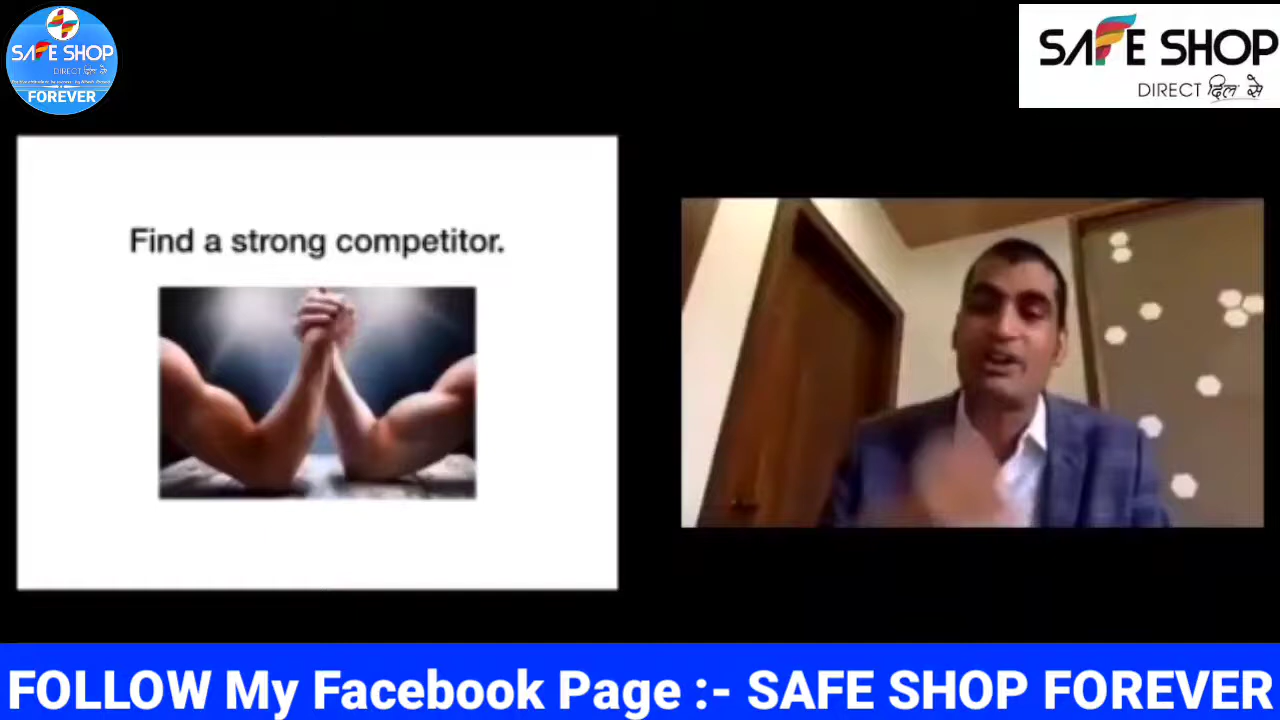 SAFE SHOP
DIRECT दिल से
FOREVER
SAFE SHOP
DIRECT दिल से
Find a strong competitor.
FOLLOW My Facebook Page :- SAFE SHOP FOREVER